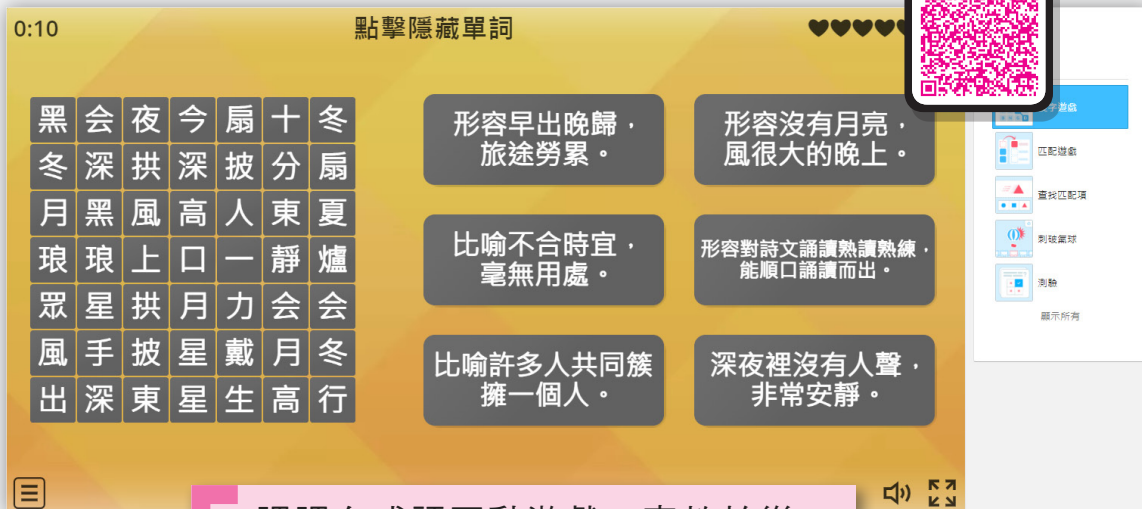 0:10
點擊隱藏單詞
黑会夜今扇十冬
冬深拱深披分扇
月黑風高人東夏
琅琅上口一靜爐
眾星拱月力会会
風手披星戴月冬
出深東星生高行
形容早出晚歸，
旅途勞累。
形容沒有月亮，
風很大的晚上。
比喻不合時宜，
毫無用處。
形容對詩文誦讀熟讀熟練，
能順口誦讀而出。
比喻許多人共同簇
擁一個人。
深夜裡沒有人聲，
非常安靜。
字遊戲
匹配遊戲
查找匹配項
刺破氣球
測驗
顯示所有